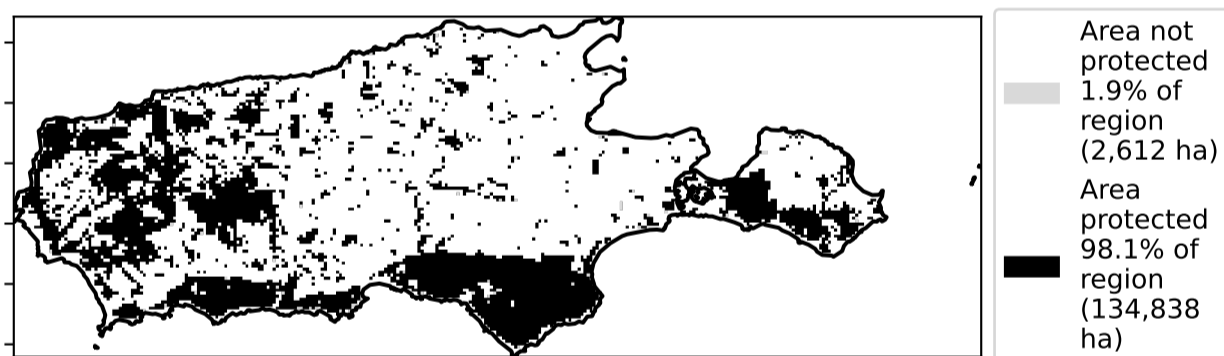 Area not
protected
1.9% of
region
(2,612 ha)
Area
protected
98.1% of
region
(134,838
ha)